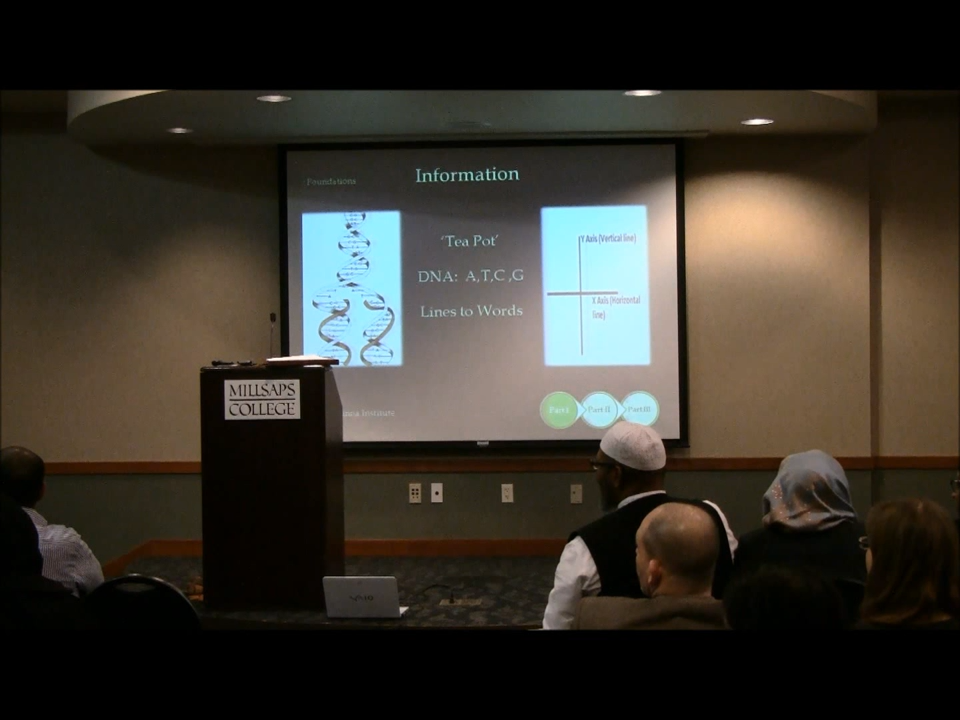 Foundations
Information
'Tea Pot'
DNA: A,T,C ,G
Lines to Words
Y Axis (Vertical line)
X Axis (Horizontal
line)
Institute
Part I
Part II
Part III
MILLSAPS
COLLEGE